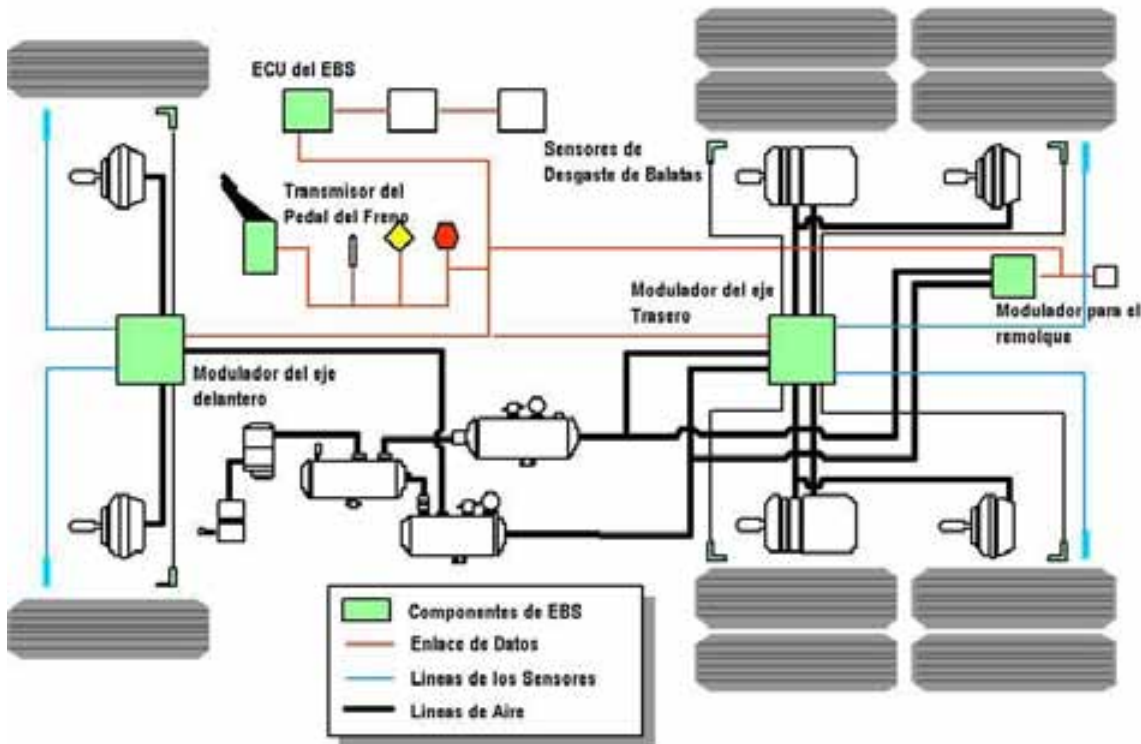 ECU del EBS
Sensores de
Desgaste de Balatas
Transmisor del
Pedal del Freno
Modulador del eje
Trasero
Modulador para el
remolque
Modulador del eje
delantero
Componentes de EBS
Enlace de Datos
Lineas de los Sensores
Lineas de Aire